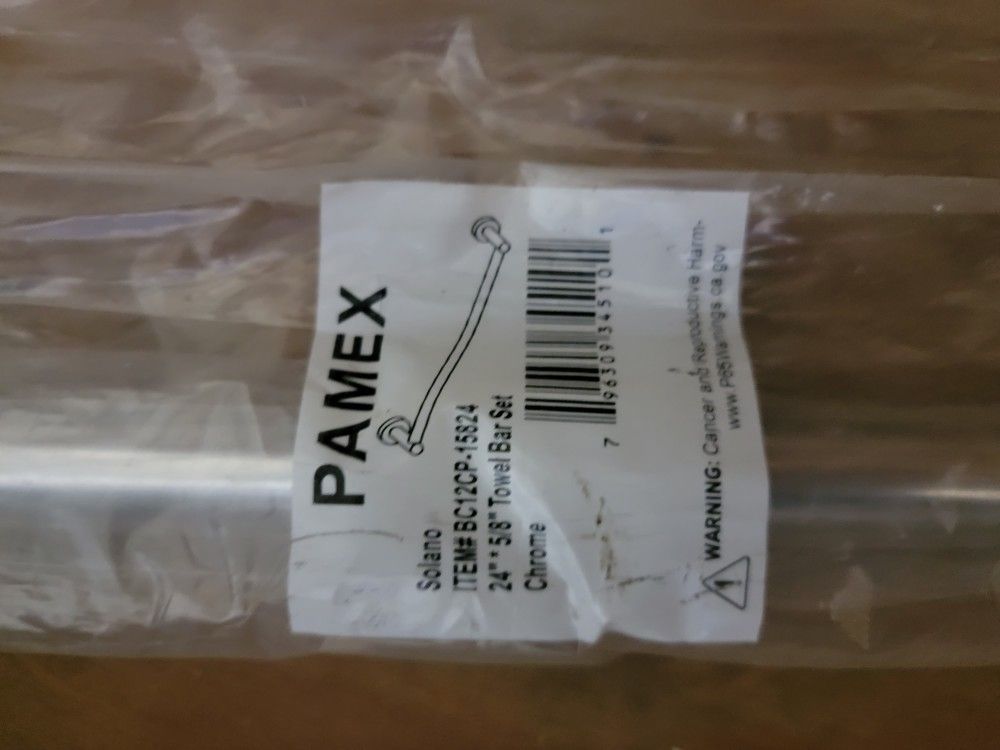 PAMEX
Solano
ITEM# BC12CP-15824
24" * 5/8" Towel Bar Set
Chrome
7 96309 34510 1
WARNING: Cancer and Reproductive Harm-
www.P65Warnings.ca.gov